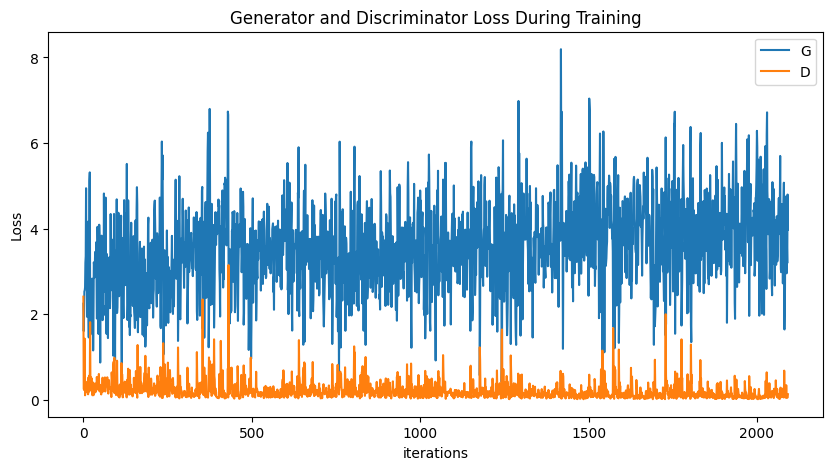 Generator and Discriminator Loss During Training
G
D
Loss
8
6
4
2
0
0 500 1000 1500 2000
iterations